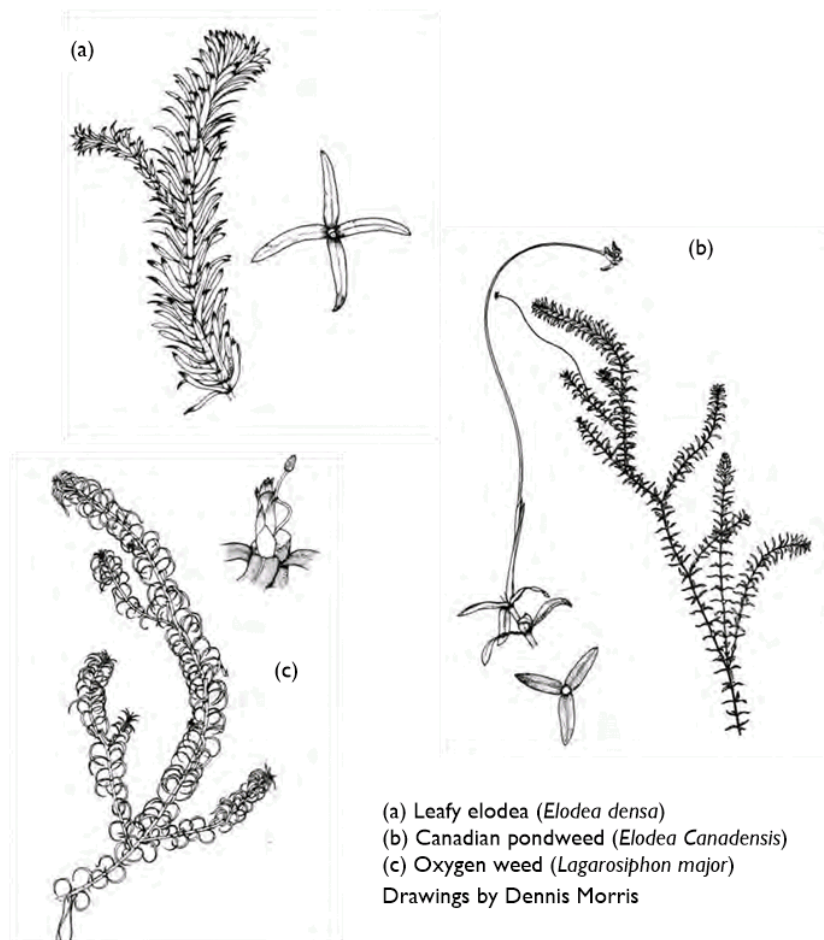 (a)
(b)
(c)
(a) Leafy elodea (Elodea densa)
(b) Canadian pondweed (Elodea Canadensis)
(c) Oxygen weed (Lagarosiphon major)
Drawings by Dennis Morris